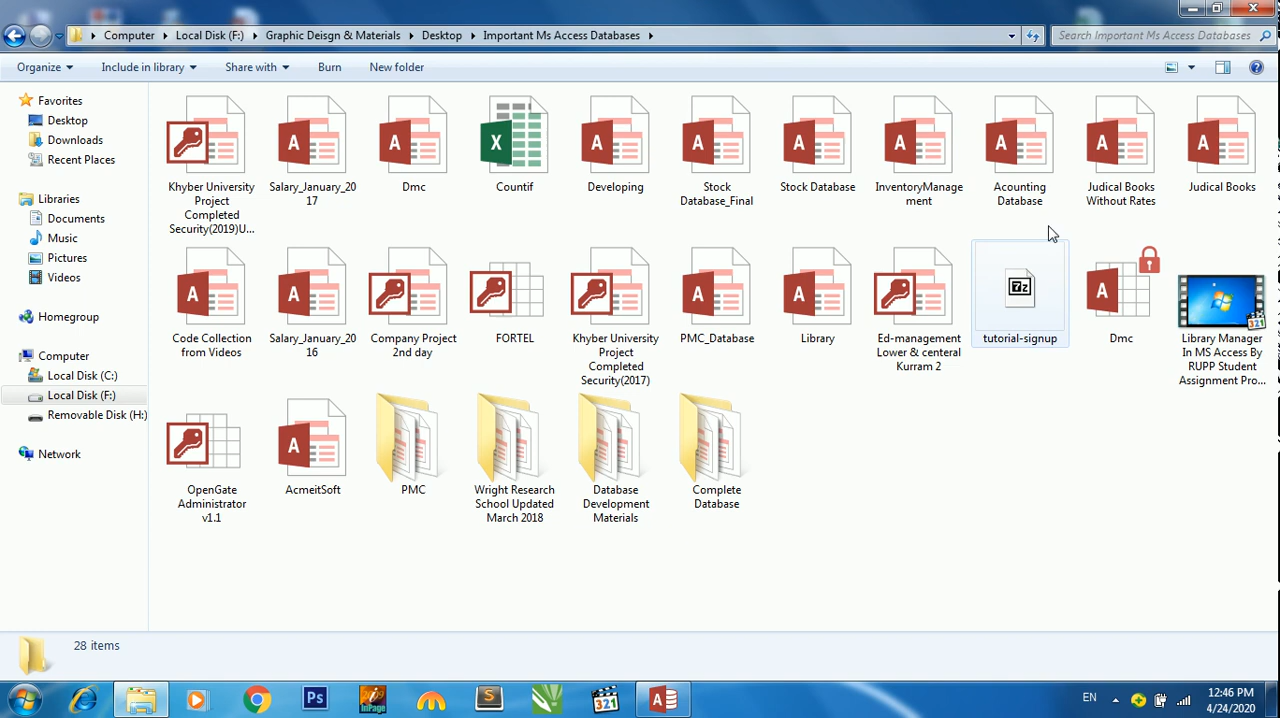 Computer
Local Disk (F:)
Graphic Deisgn & Materials
Desktop
Important Ms Access Databases
Search Important Ms Access Databases
Organize
Include in library
Share with
Burn
New folder
Favorites
Desktop
Downloads
Recent Places
Libraries
Documents
Music
Pictures
Videos
Homegroup
Computer
Local Disk (C:)
Local Disk (F:)
Removable Disk (H:)
Network
Khyber University
Project
Completed
Security(2019)U...
Salary_January_20
17
Dmc
Countif
Developing
Stock
Database_Final
Stock Database
InventoryManage
ment
Acounting
Database
Judical Books
Without Rates
Judical Books
Code Collection
from Videos
Salary_January_20
16
Company Project
2nd day
FORTEL
Khyber University
Project
Completed
Security(2017)
PMC_Database
Library
Ed-management
Lower & centeral
Kurram 2
7z
tutorial-signup
Dmc
321
Library Manager
In MS Access By
RUPP Student
Assignment Pro...
OpenGate
Administrator
v1.1
AcmeitSoft
PMC
Wright Research
School Updated
March 2018
Database
Development
Materials
Complete
Database
28 items
Ps
InPage
S
321
A
EN
12:46 PM
4/24/2020